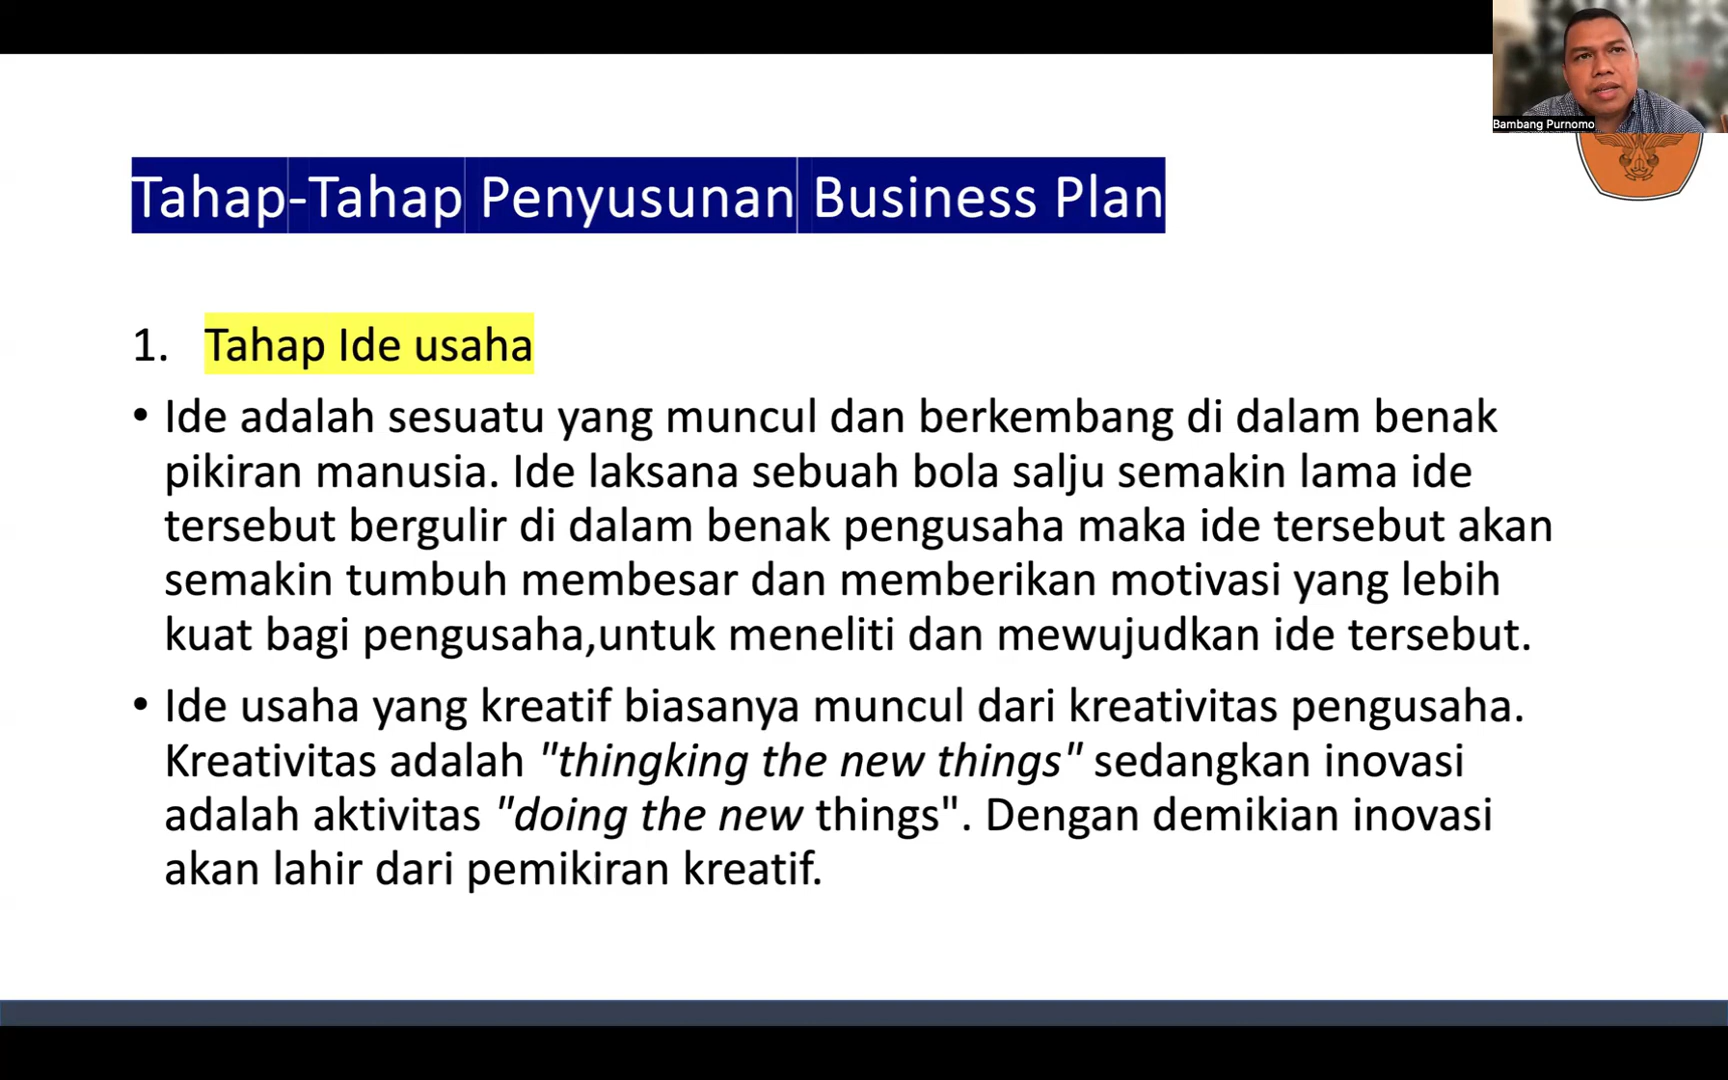 Bambang Purnomo
Tahap-Tahap Penyusunan Business Plan
1. Tahap Ide usaha
• Ide adalah sesuatu yang muncul dan berkembang di dalam benak
pikiran manusia. Ide laksana sebuah bola salju semakin lama ide
tersebut bergulir di dalam benak pengusaha maka ide tersebut akan
semakin tumbuh membesar dan memberikan motivasi yang lebih
kuat bagi pengusaha,untuk meneliti dan mewujudkan ide tersebut.
• Ide usaha yang kreatif biasanya muncul dari kreativitas pengusaha.
Kreativitas adalah "thingking the new things" sedangkan inovasi
adalah aktivitas "doing the new things". Dengan demikian inovasi
akan lahir dari pemikiran kreatif.